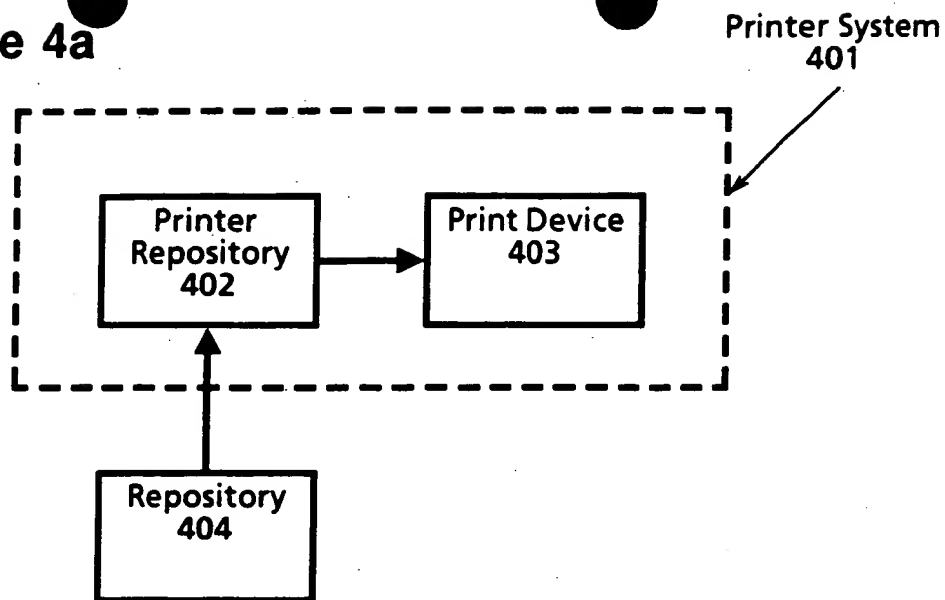 e 4a
Printer System
401
Printer
Repository
402
Print Device
403
Repository
404